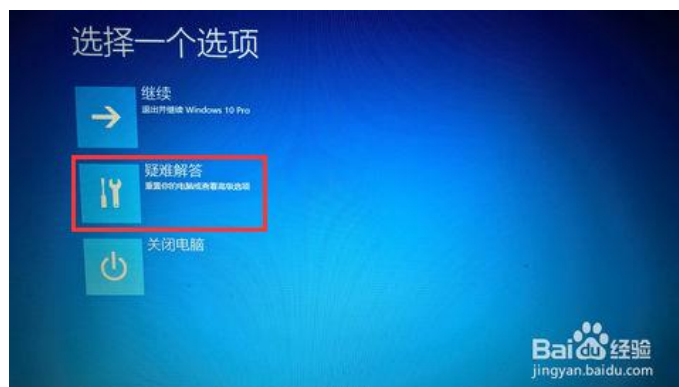 选择一个选项
继续
退出并继续 Windows 10 Pro
疑难解答
重置你的电脑或查看高级选项
关闭电脑
Bai du 经验
jingyan.baidu.com